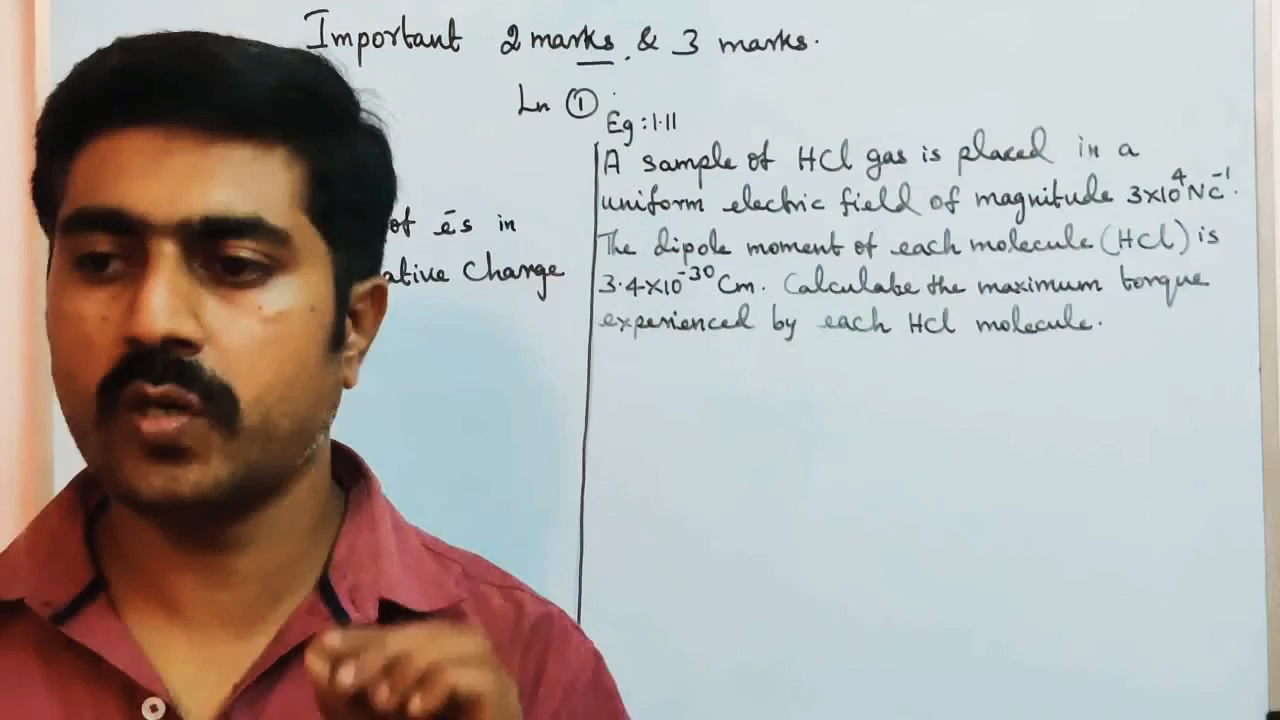 Important 2 marks & 3 marks.
Ln ①
of ēs in
ative Charge
Eg:1.11
A sample of HCl gas is placed in a
uniform electric field of magnitude 3×10⁴ NC⁻¹.
The dipole moment of each molecule (HCl) is
3.4×10⁻³⁰ Cm. Calculate the maximum torque
experienced by each HCl molecule.